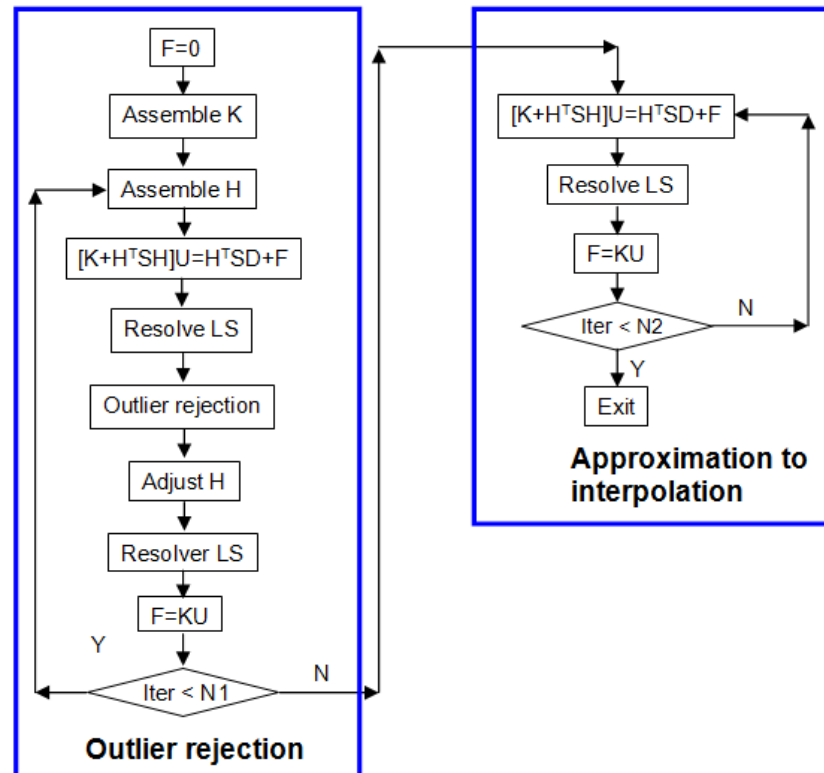 F=0
Assemble K
Assemble H
[K+HᵀSH]U=HᵀSD+F
Resolve LS
Outlier rejection
Adjust H
Resolver LS
F=KU
Y
Iter < N1
N
Outlier rejection
[K+HᵀSH]U=HᵀSD+F
Resolve LS
F=KU
Iter < N2
N
Y
Exit
Approximation to
interpolation